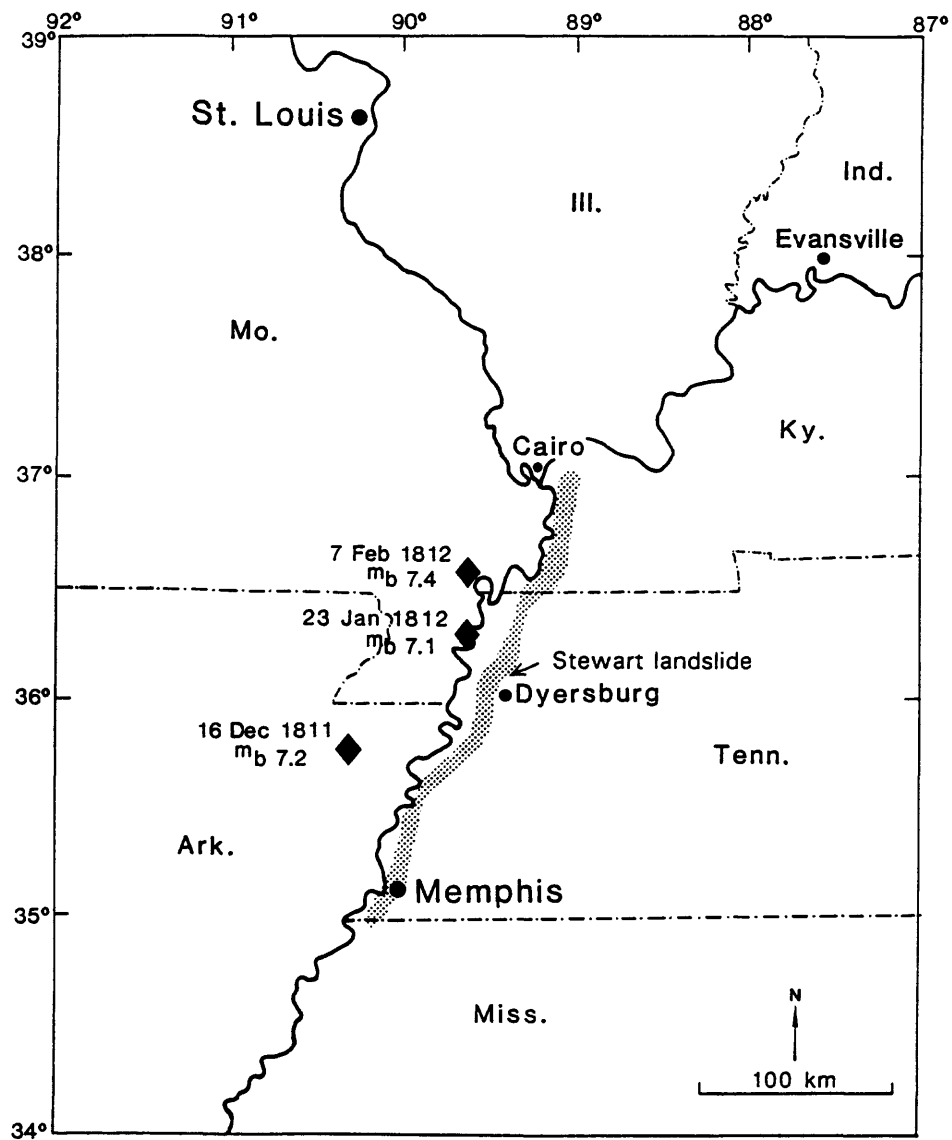 92° 91° 90° 89° 88° 87°
39°
St. Louis
Ind.
Ill.
Evansville
38°
Mo.
Ky.
Cairo
37°
7 Feb 1812
mb 7.4
23 Jan 1812
mb 7.1
Stewart landslide
36°
Dyersburg
16 Dec 1811
mb 7.2
Tenn.
Ark.
Memphis
35°
N
Miss.
100 km
34°